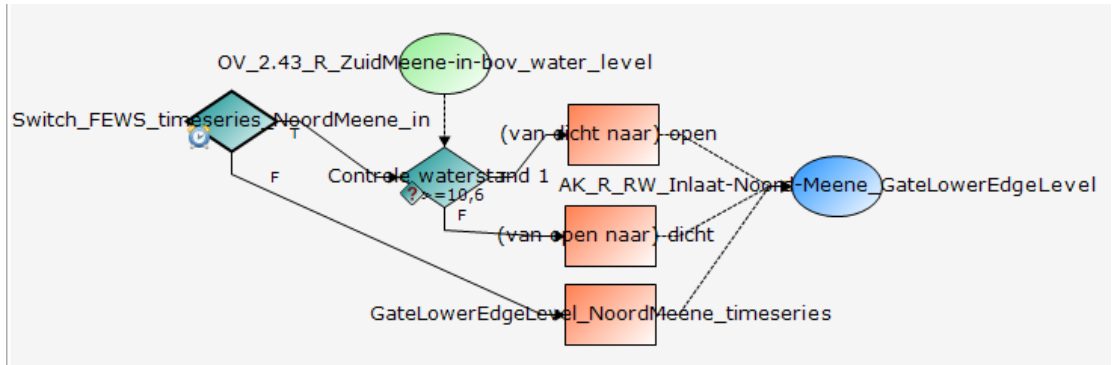 OV_2.43_R_ZuidMeene-in-bov_water_level
Switch_FEWS_timeseries_NoordMeene_in
T
(van dicht naar) open
F
Controle waterstand 1
>=10,6
AK_R_RW_Inlaat-Noord-Meene_GateLowerEdgeLevel
F
(van open naar) dicht
GateLowerEdgeLevel_NoordMeene_timeseries